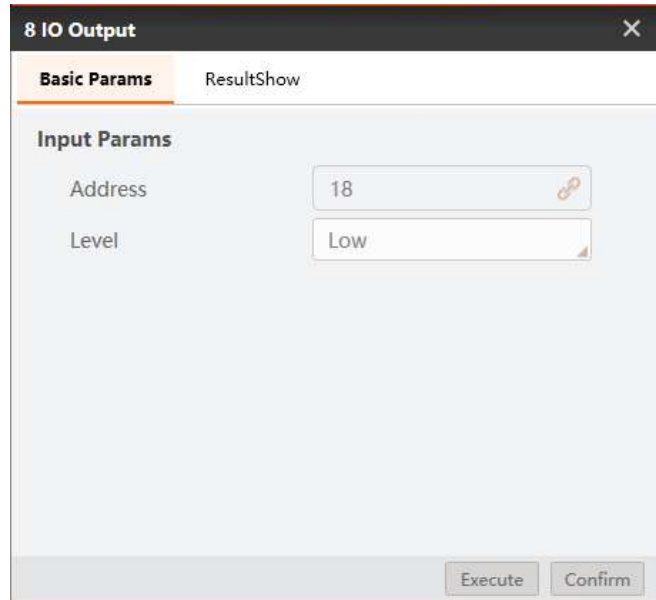 8 IO Output
Basic Params ResultShow
Input Params
Address 18
Level Low
Execute Confirm